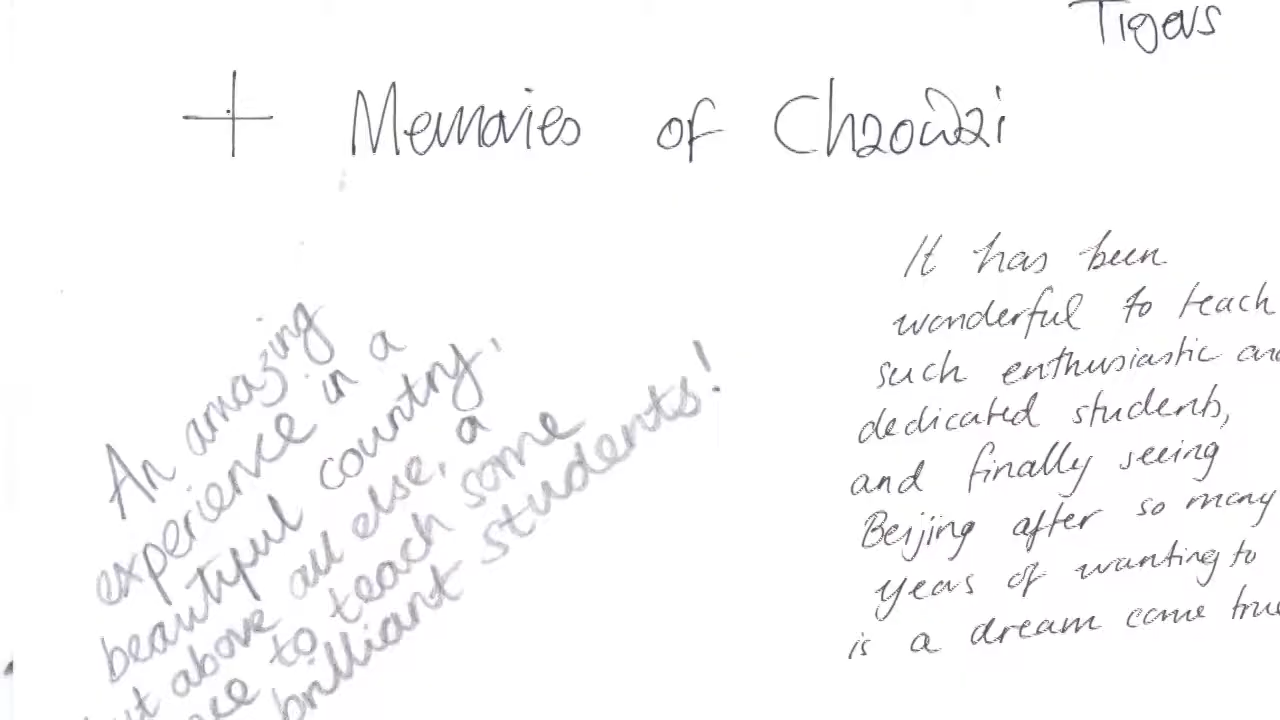 Tigers
+ Memories of Chaowai
It has been
wonderful to teach
such enthusiastic
dedicated students,
and finally seeing
Beijing after so many
years of wanting to
is a dream come true
An amazing
experience in a
beautiful country,
but above all else, a
to teach some
brilliant students!